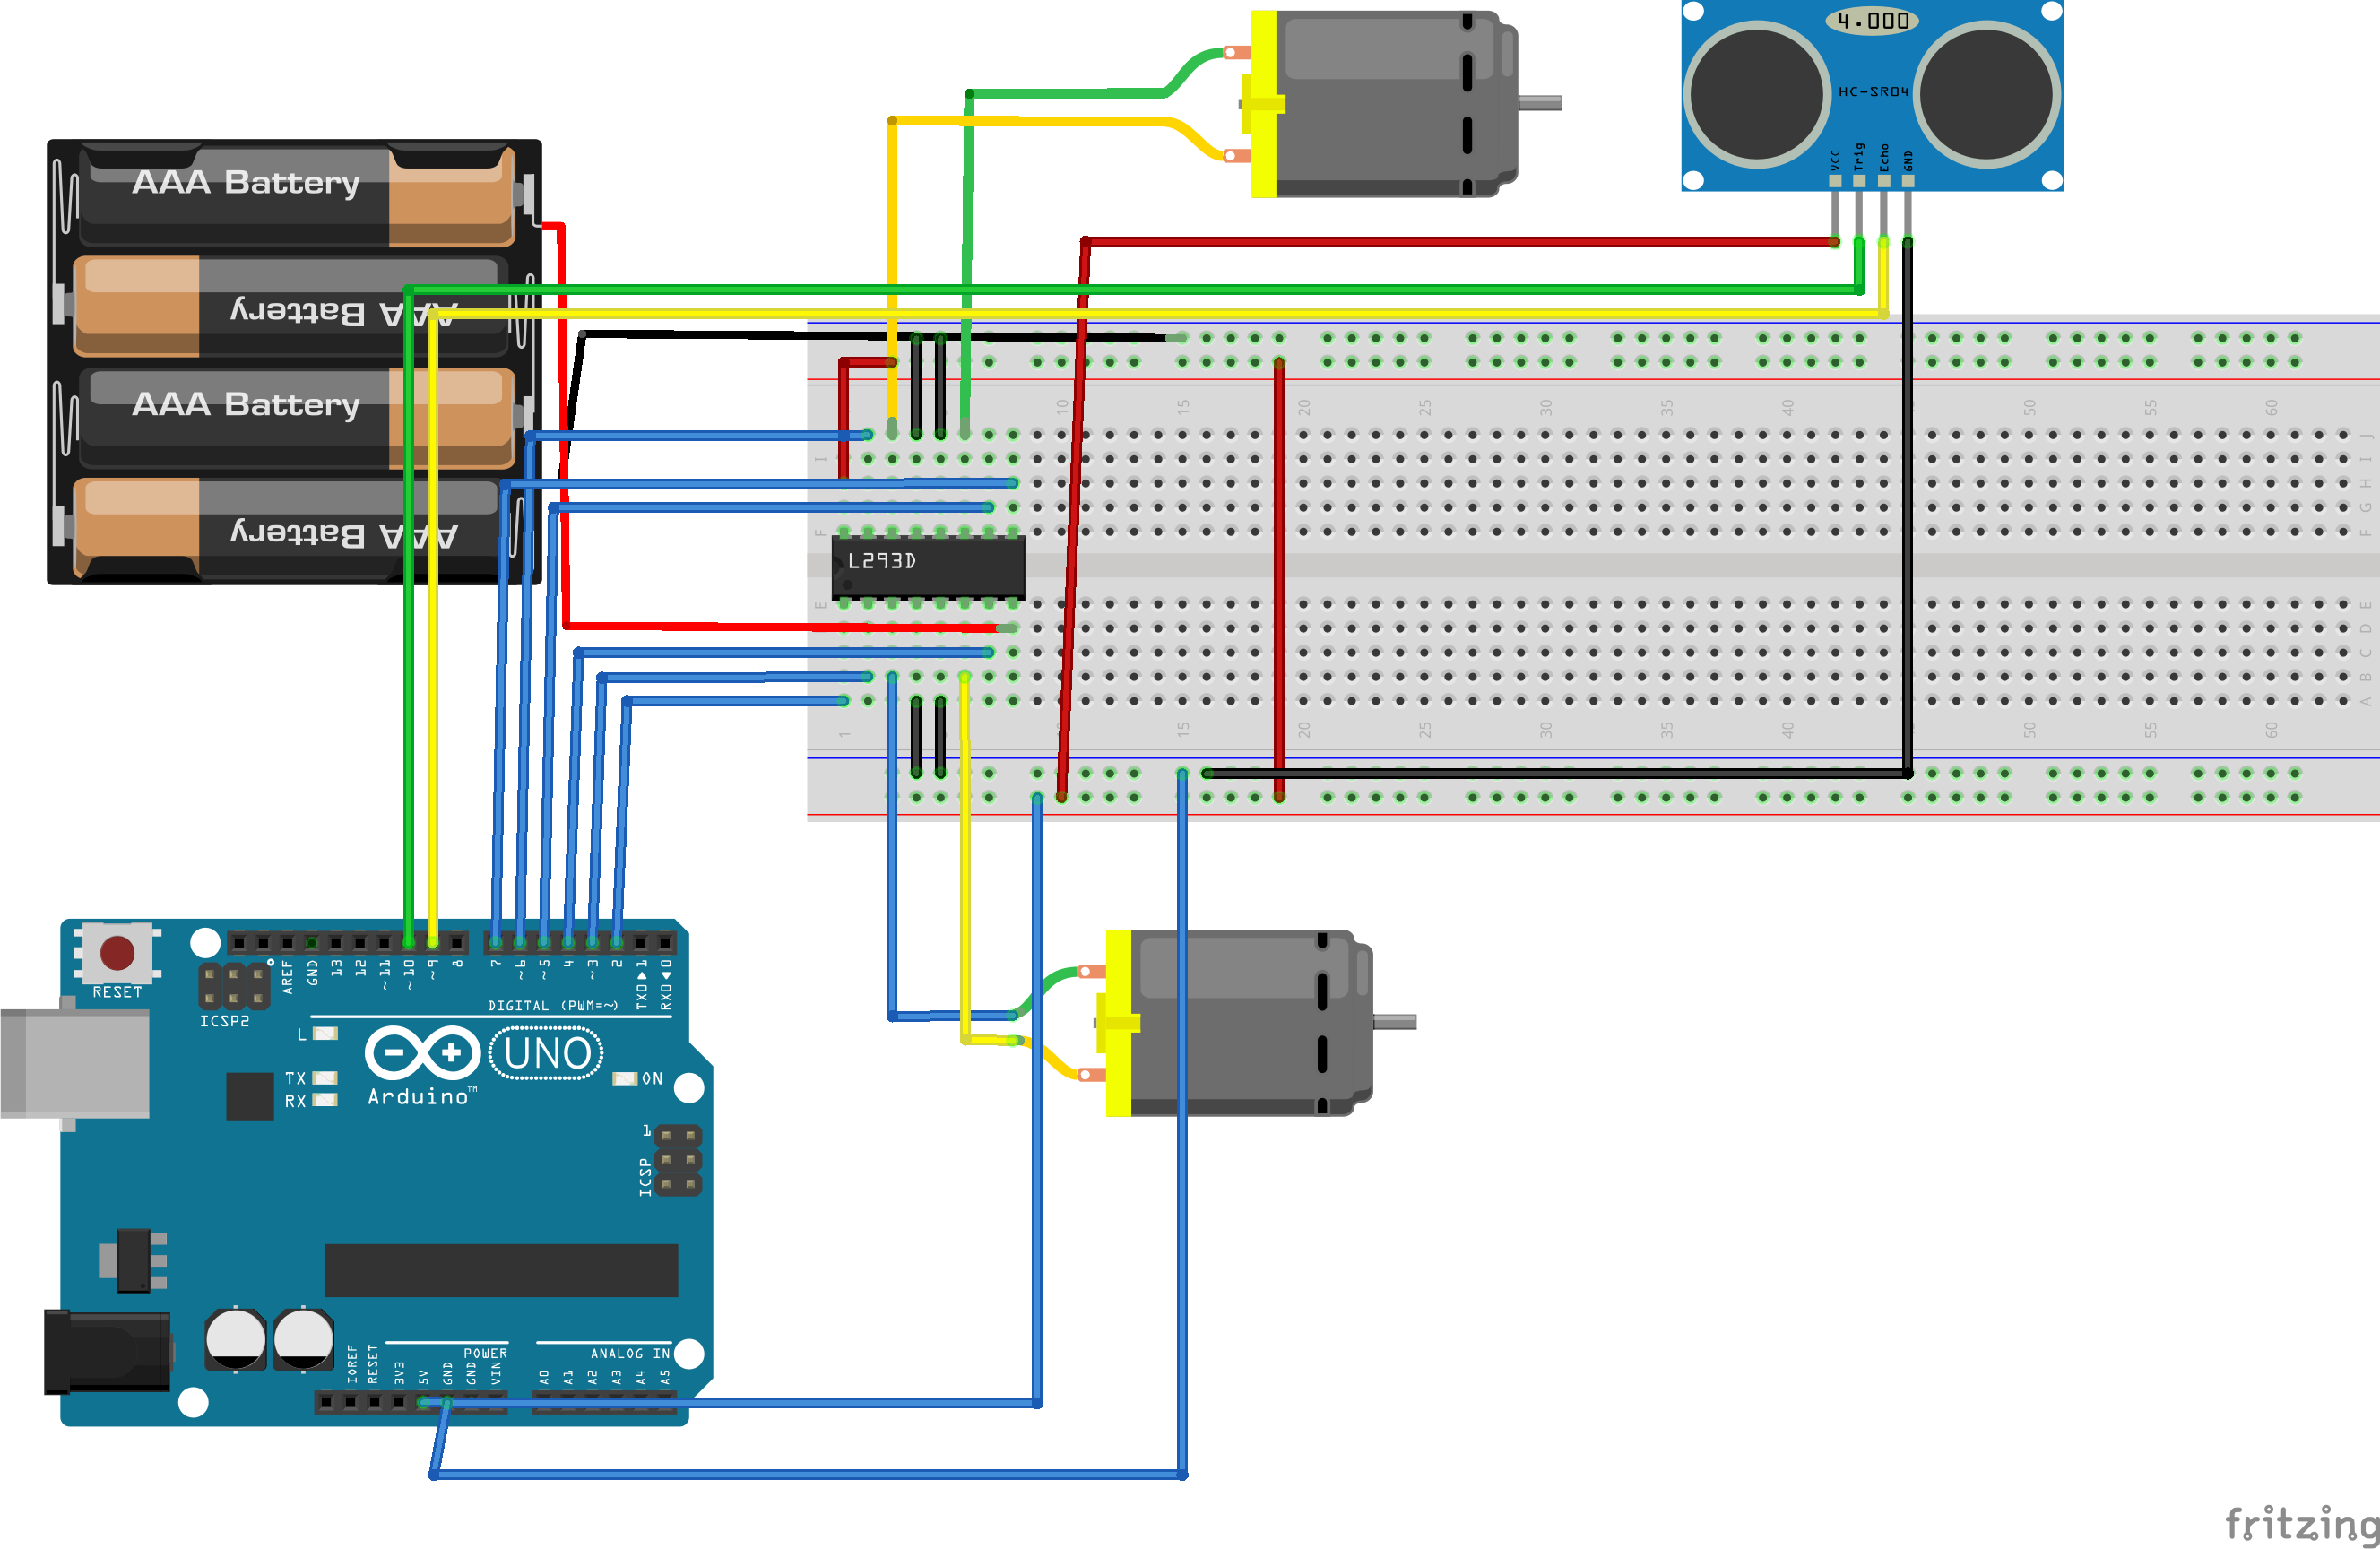 4.000
HC-SR04
VCC
Trig
Echo
GND
AAA Battery
AAA Battery
AAA Battery
AAA Battery
10
15
20
25
30
35
40
50
55
60
J
I
H
G
F
I
F
L293D
E
E
D
C
B
A
1
15
20
25
30
35
40
50
55
60
RESET
ICSP2
AREF
GND
13
12
~11
~10
~9
8
7
~6
~5
4
~3
2
TX0▶1
RX0◀0
DIGITAL (PWM=~)
L
TX
RX
UNO
ON
Arduino™
1
ICSP
IOREF
RESET
3V3
5V
GND
GND
VIN
POWER
A0
A1
A2
A3
A4
A5
ANALOG IN
fritzing